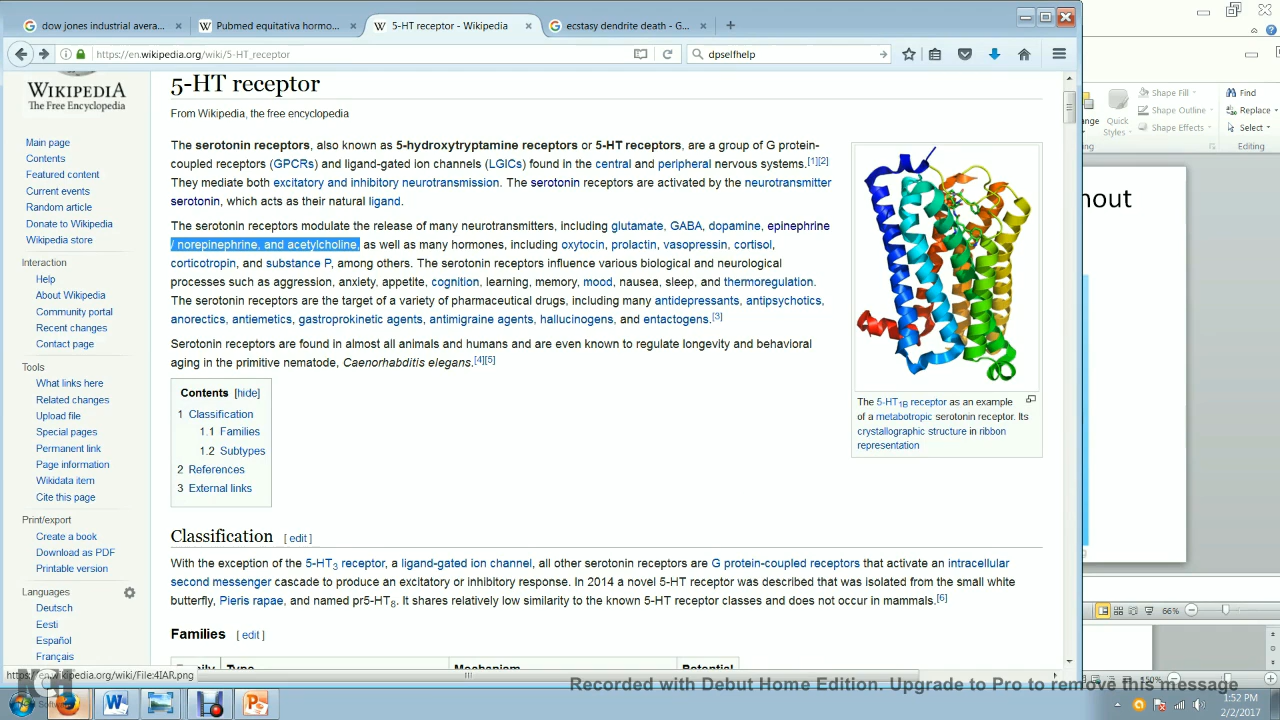 dow jones industrial avera...
Pubmed equitativa hormo...
5-HT receptor - Wikipedia
ecstasy dendrite death - G...
https://en.wikipedia.org/wiki/5-HT_receptor
dpselfhelp
WIKIPEDIA
The Free Encyclopedia
Main page
Contents
Featured content
Current events
Random article
Donate to Wikipedia
Wikipedia store
Interaction
Help
About Wikipedia
Community portal
Recent changes
Contact page
Tools
What links here
Related changes
Upload file
Special pages
Permanent link
Page information
Wikidata item
Cite this page
Print/export
Create a book
Download as PDF
Printable version
Languages
Deutsch
Eesti
Español
Français
5-HT receptor
From Wikipedia, the free encyclopedia
The serotonin receptors, also known as 5-hydroxytryptamine receptors or 5-HT receptors, are a group of G protein-
coupled receptors (GPCRs) and ligand-gated ion channels (LGICs) found in the central and peripheral nervous systems.[1][2]
They mediate both excitatory and inhibitory neurotransmission. The serotonin receptors are activated by the neurotransmitter
serotonin, which acts as their natural ligand.
The serotonin receptors modulate the release of many neurotransmitters, including glutamate, GABA, dopamine, epinephrine
/ norepinephrine, and acetylcholine, as well as many hormones, including oxytocin, prolactin, vasopressin, cortisol,
corticotropin, and substance P, among others. The serotonin receptors influence various biological and neurological
processes such as aggression, anxiety, appetite, cognition, learning, memory, mood, nausea, sleep, and thermoregulation.
The serotonin receptors are the target of a variety of pharmaceutical drugs, including many antidepressants, antipsychotics,
anorectics, antiemetics, gastroprokinetic agents, antimigraine agents, hallucinogens, and entactogens.[3]
Serotonin receptors are found in almost all animals and humans and are even known to regulate longevity and behavioral
aging in the primitive nematode, Caenorhabditis elegans.[4][5]
The 5-HT1B receptor as an example
of a metabotropic serotonin receptor. Its
crystallographic structure in ribbon
representation
Contents [hide]
1 Classification
1.1 Families
1.2 Subtypes
2 References
3 External links
Classification [ edit ]
With the exception of the 5-HT3 receptor, a ligand-gated ion channel, all other serotonin receptors are G protein-coupled receptors that activate an intracellular
second messenger cascade to produce an excitatory or inhibitory response. In 2014 a novel 5-HT receptor was described that was isolated from the small white
butterfly, Pieris rapae, and named pr5-HT8. It shares relatively low similarity to the known 5-HT receptor classes and does not occur in mammals.[6]
Families [ edit ]
Family Type Mechanism Potential
https://en.wikipedia.org/wiki/File:4IAR.png
Shape Fill
Shape Outline
Shape Effects
Quick
Styles
Find
Replace
Select
Editing
hout
66%
Recorded with Debut Home Edition. Upgrade to Pro to remove this message
1:52 PM
2/2/2017